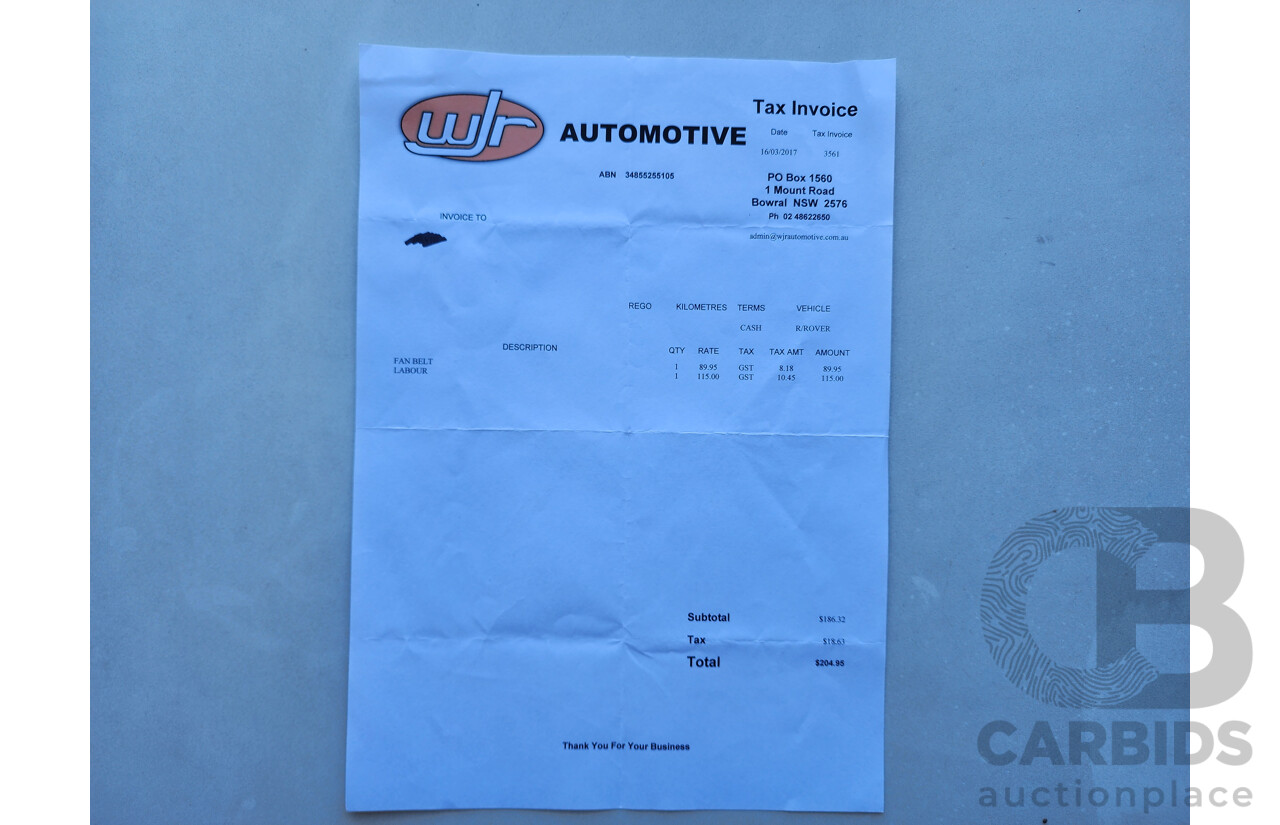 wjr AUTOMOTIVE
ABN 34855255105
Tax Invoice
Date Tax Invoice
16/03/2017 3561
PO Box 1560
1 Mount Road
Bowral NSW 2576
Ph 02 48622650
admin@wjrautomotive.com.au
INVOICE TO
REGO KILOMETRES TERMS VEHICLE
CASH R/ROVER
DESCRIPTION QTY RATE TAX TAX AMT AMOUNT
FAN BELT 1 89.95 GST 8.18 89.95
LABOUR 1 115.00 GST 10.45 115.00
Subtotal $186.32
Tax $18.63
Total $204.95
Thank You For Your Business
CB
CARBIDS
auctionplace